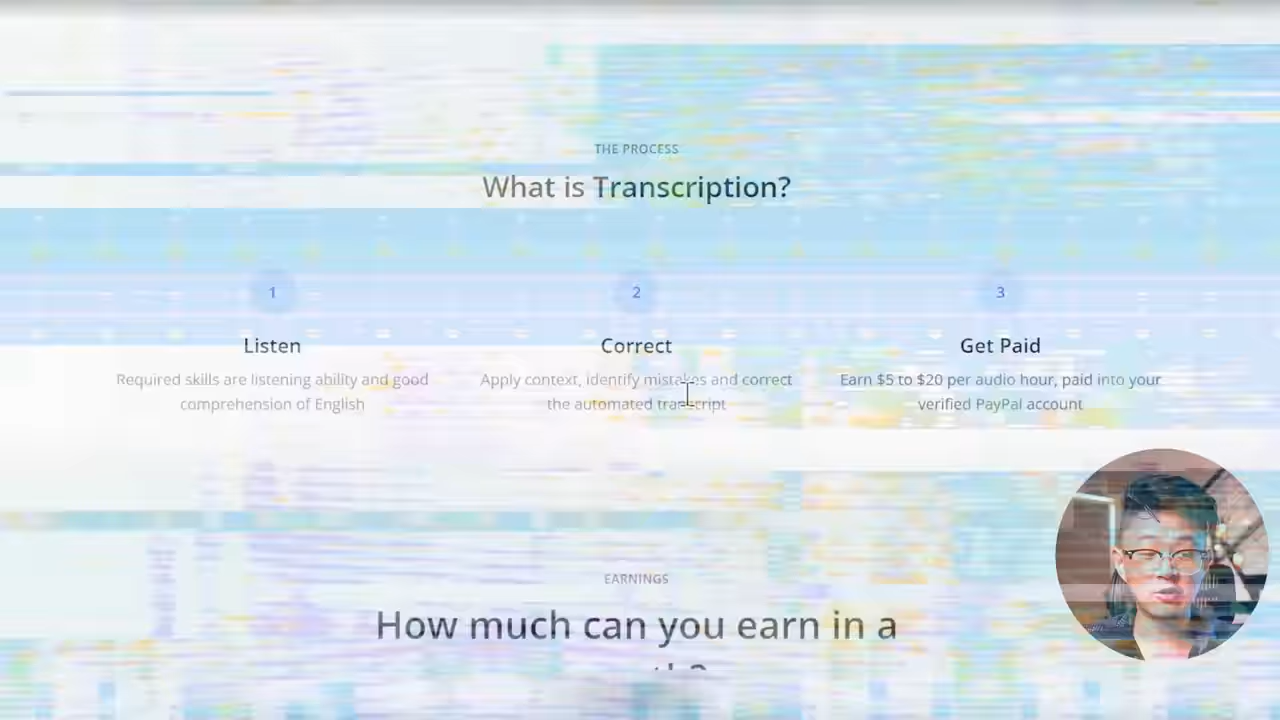 THE PROCESS
What is Transcription?
1
2
3
Listen
Correct
Get Paid
Required skills are listening ability and good
comprehension of English
Apply context, identify mistakes and correct
the automated transcript
Earn $5 to $20 per audio hour, paid into your
verified PayPal account
EARNINGS
How much can you earn in a